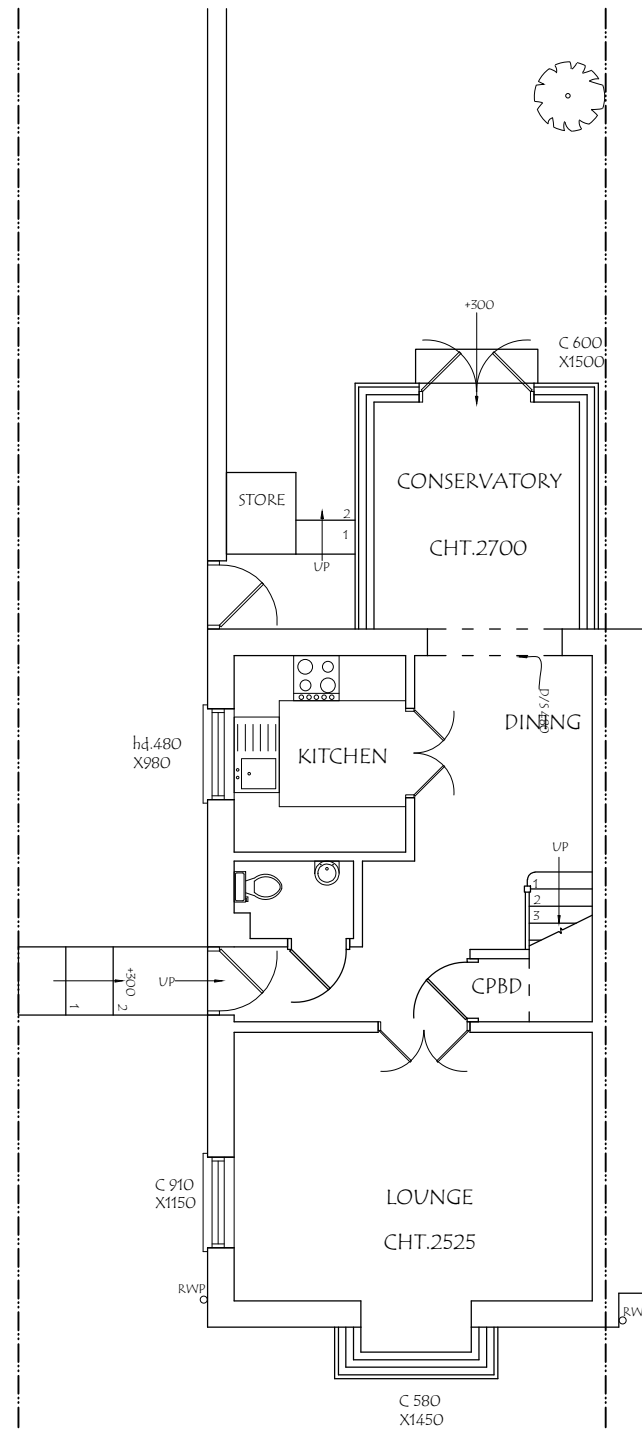 +300
C 600
X1500
CONSERVATORY
CHT.2700
STORE
2
1
UP
D/S 480
DINING
hd.480
X980
KITCHEN
UP
1
2
3
+300
UP
1
2
CPBD
C 910
X1150
LOUNGE
CHT.2525
RWP
RW
C 580
X1450